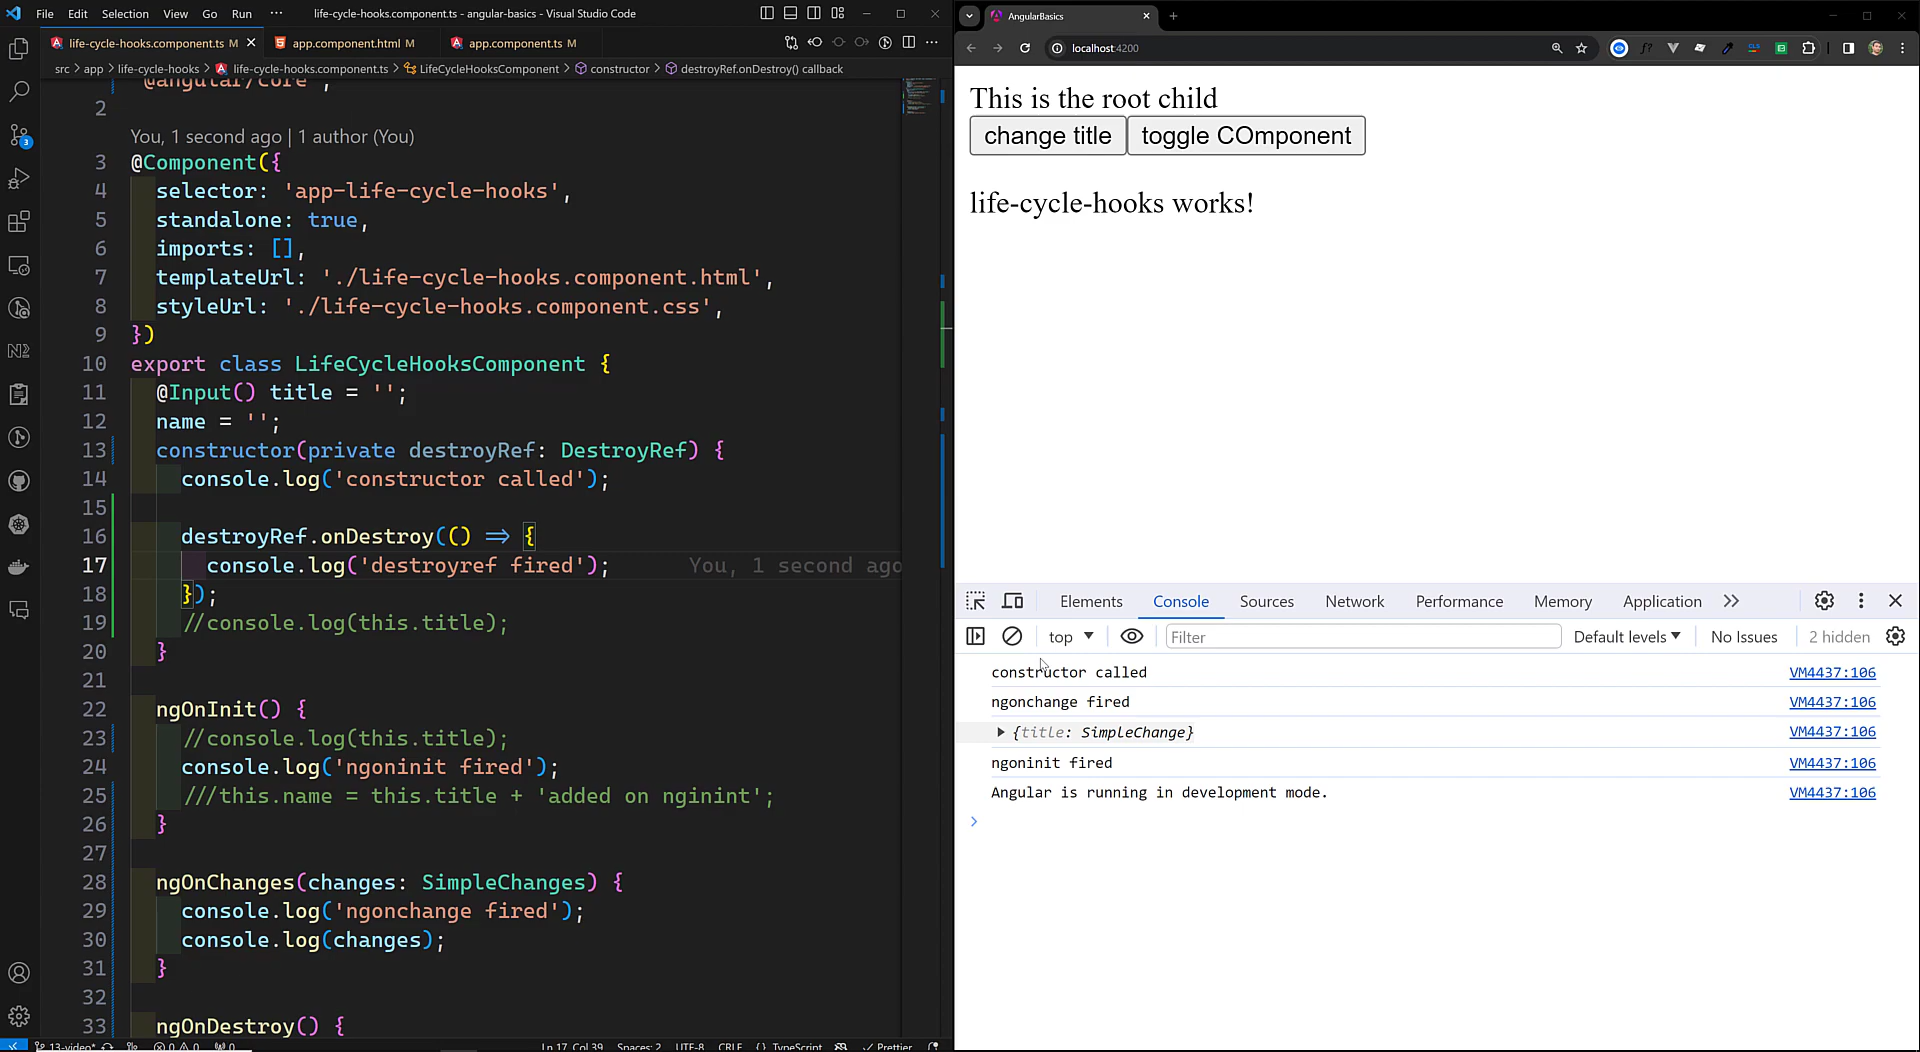 File Edit Selection View Go Run ··· life-cycle-hooks.component.ts - angular-basics - Visual Studio Code
life-cycle-hooks.component.ts M app.component.html M app.component.ts M
src > app > life-cycle-hooks > life-cycle-hooks.component.ts > LifeCycleHooksComponent > constructor > destroyRef.onDestroy() callback
'@angular/core';
2
You, 1 second ago | 1 author (You)
3 @Component({
4 selector: 'app-life-cycle-hooks',
5 standalone: true,
6 imports: [],
7 templateUrl: './life-cycle-hooks.component.html',
8 styleUrl: './life-cycle-hooks.component.css',
9 })
10 export class LifeCycleHooksComponent {
11 @Input() title = '';
12 name = '';
13 constructor(private destroyRef: DestroyRef) {
14 console.log('constructor called');
15
16 destroyRef.onDestroy(() => {
17 console.log('destroyref fired'); You, 1 second ago
18 });
19 //console.log(this.title);
20 }
21
22 ngOnInit() {
23 //console.log(this.title);
24 console.log('ngoninit fired');
25 ///this.name = this.title + 'added on nginint';
26 }
27
28 ngOnChanges(changes: SimpleChanges) {
29 console.log('ngonchange fired');
30 console.log(changes);
31 }
32
33 ngOnDestroy() {
13-video* 0 0 0 Ln 17, Col 39 Spaces: 2 UTF-8 CRLF {} TypeScript Prettier
AngularBasics
localhost:4200
This is the root child
change title toggle COmponent
life-cycle-hooks works!
Elements Console Sources Network Performance Memory Application
top Filter Default levels No Issues 2 hidden
constructor called VM4437:106
ngonchange fired VM4437:106
{title: SimpleChange} VM4437:106
ngoninit fired VM4437:106
Angular is running in development mode. VM4437:106